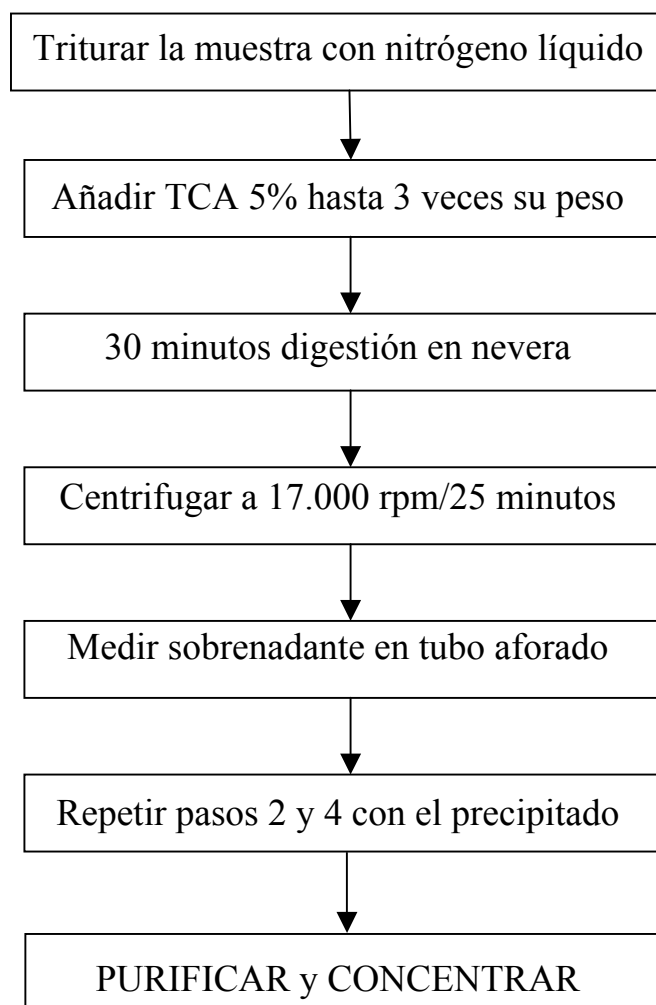 Triturar la muestra con nitrógeno líquido
Añadir TCA 5% hasta 3 veces su peso
30 minutos digestión en nevera
Centrifugar a 17.000 rpm/25 minutos
Medir sobrenadante en tubo aforado
Repetir pasos 2 y 4 con el precipitado
PURIFICAR y CONCENTRAR